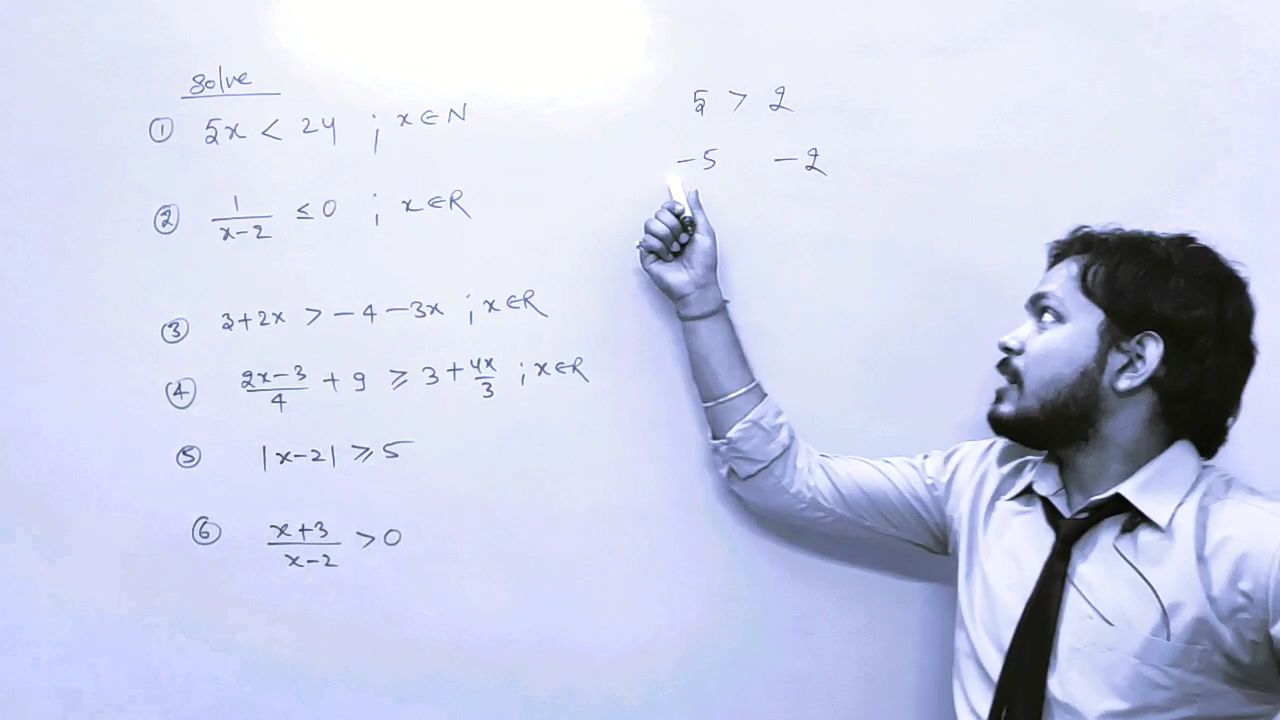 Solve
① 5x < 24 ; x ∈ N
② 1/(x-2) ≤ 0 ; x ∈ R
③ 3+2x > -4-3x ; x ∈ R
④ (2x-3)/4 + 9 ≥ 3 + 4x/3 ; x ∈ R
⑤ |x-2| ≥ 5
⑥ (x+3)/(x-2) > 0
5 > 2
-5 -2